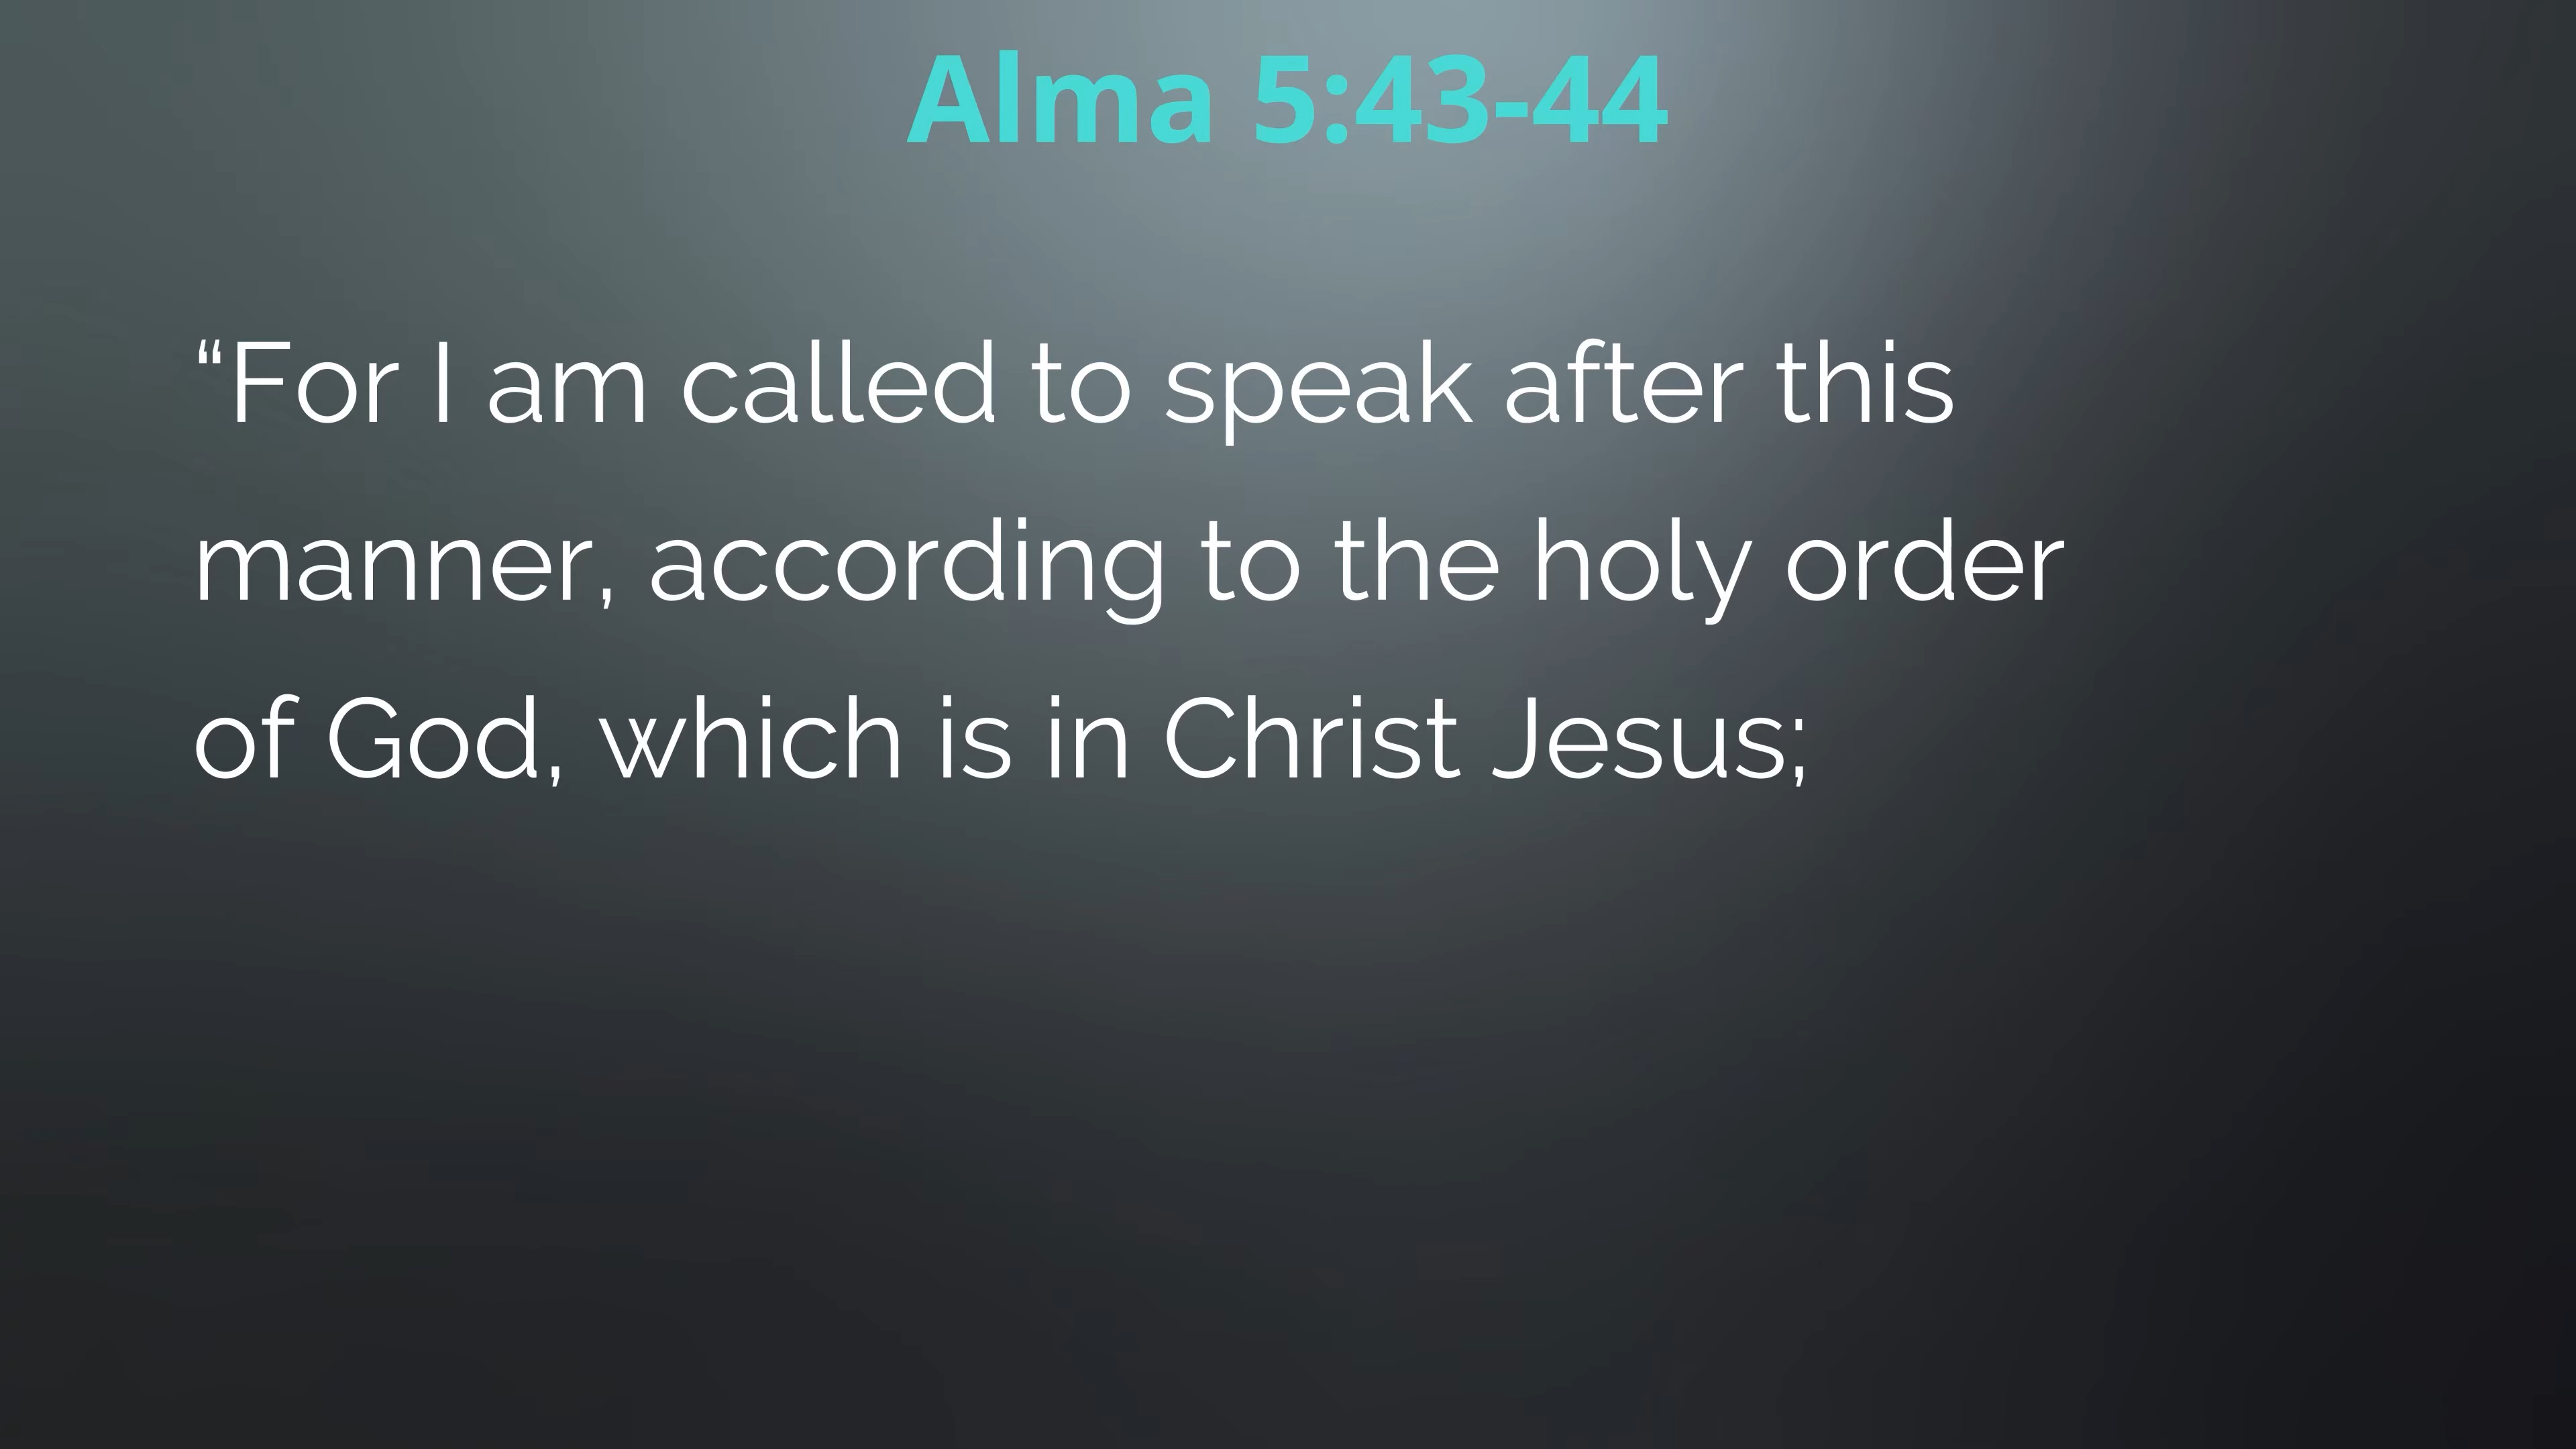 Alma 5:43-44
“For I am called to speak after this
manner, according to the holy order
of God, which is in Christ Jesus;